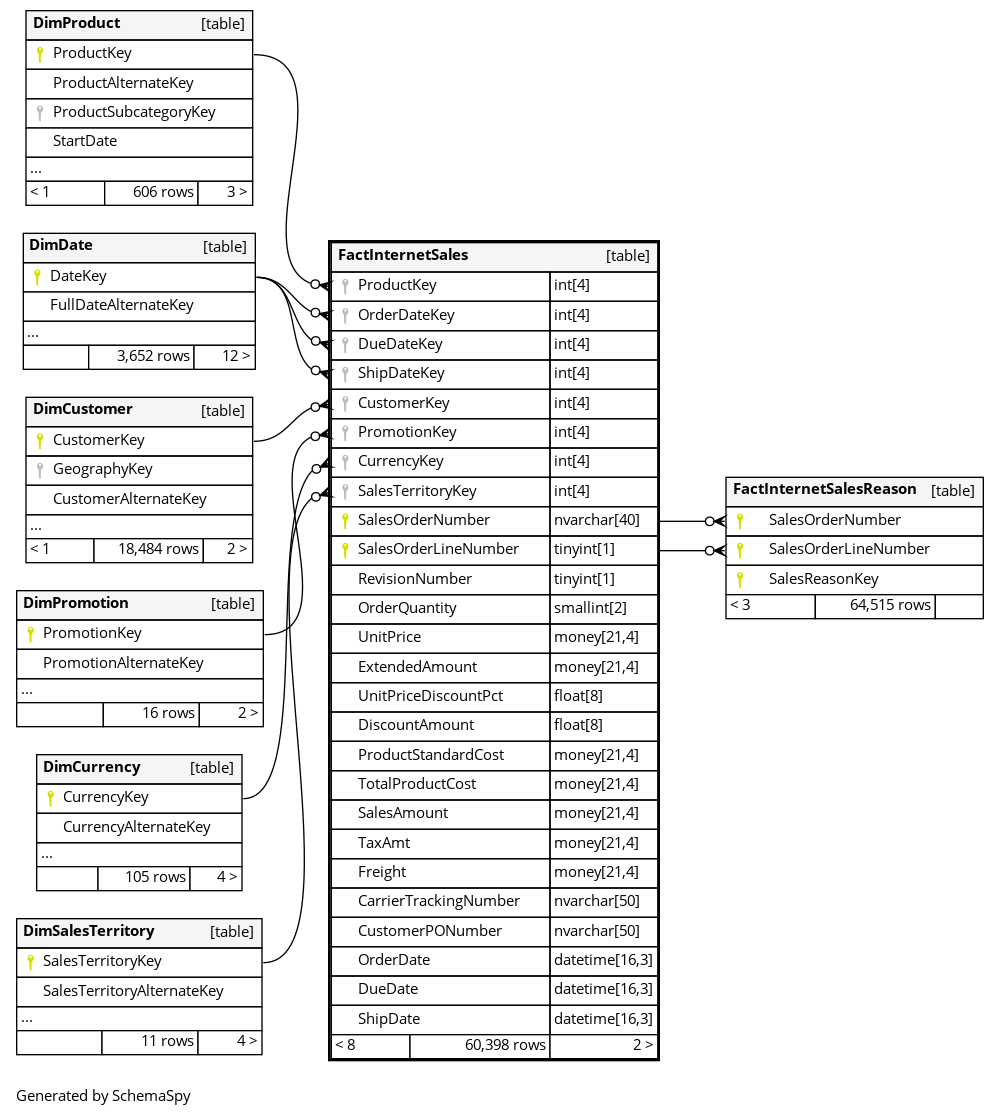 DimProduct [table]
ProductKey
ProductAlternateKey
ProductSubcategoryKey
StartDate
...
< 1 606 rows 3 >
DimDate [table]
DateKey
FullDateAlternateKey
...
3,652 rows 12 >
DimCustomer [table]
CustomerKey
GeographyKey
CustomerAlternateKey
...
< 1 18,484 rows 2 >
DimPromotion [table]
PromotionKey
PromotionAlternateKey
...
16 rows 2 >
DimCurrency [table]
CurrencyKey
CurrencyAlternateKey
...
105 rows 4 >
DimSalesTerritory [table]
SalesTerritoryKey
SalesTerritoryAlternateKey
...
11 rows 4 >
FactInternetSales [table]
ProductKey int[4]
OrderDateKey int[4]
DueDateKey int[4]
ShipDateKey int[4]
CustomerKey int[4]
PromotionKey int[4]
CurrencyKey int[4]
SalesTerritoryKey int[4]
SalesOrderNumber nvarchar[40]
SalesOrderLineNumber tinyint[1]
RevisionNumber tinyint[1]
OrderQuantity smallint[2]
UnitPrice money[21,4]
ExtendedAmount money[21,4]
UnitPriceDiscountPct float[8]
DiscountAmount float[8]
ProductStandardCost money[21,4]
TotalProductCost money[21,4]
SalesAmount money[21,4]
TaxAmt money[21,4]
Freight money[21,4]
CarrierTrackingNumber nvarchar[50]
CustomerPONumber nvarchar[50]
OrderDate datetime[16,3]
DueDate datetime[16,3]
ShipDate datetime[16,3]
< 8 60,398 rows 2 >
FactInternetSalesReason [table]
SalesOrderNumber
SalesOrderLineNumber
SalesReasonKey
< 3 64,515 rows
Generated by SchemaSpy